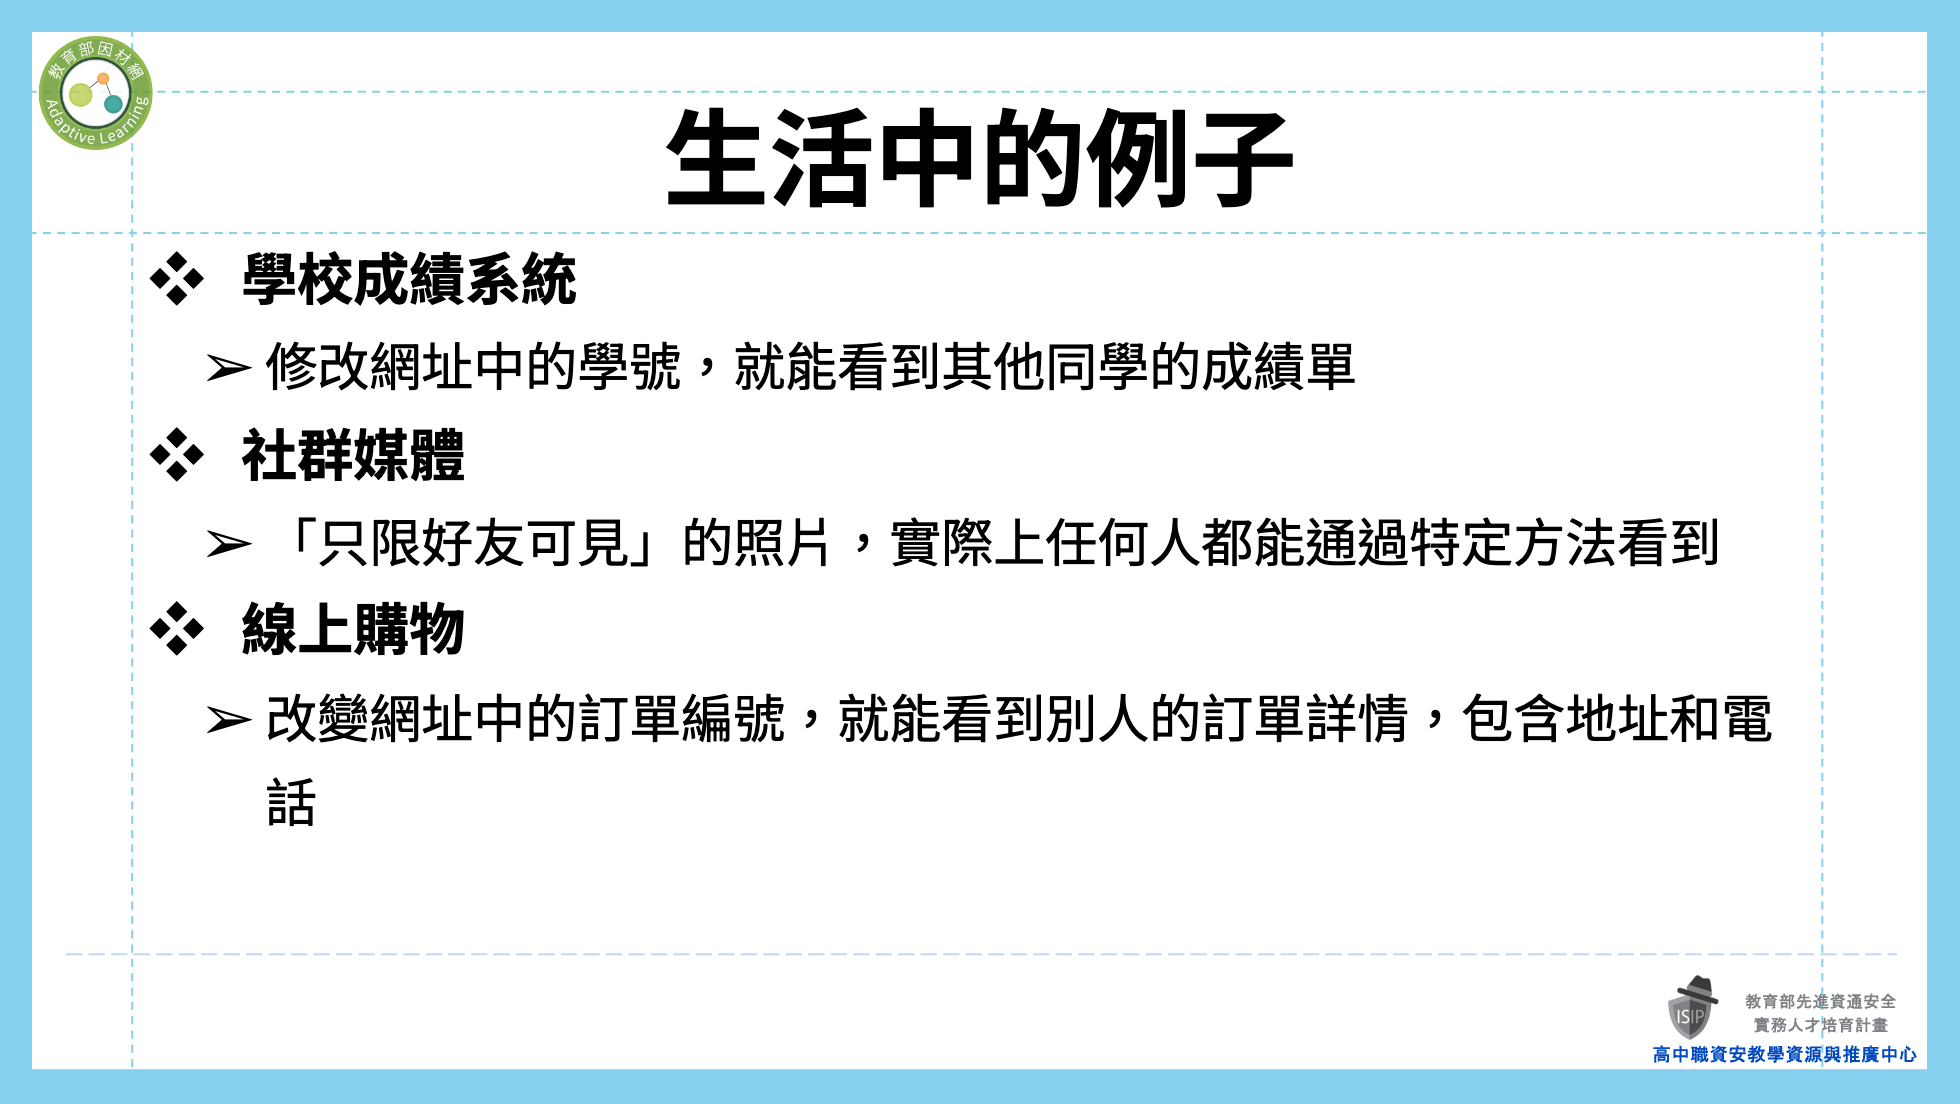 教育部因材網
Adaptive Learning
生活中的例子
❖ 學校成績系統
➢ 修改網址中的學號，就能看到其他同學的成績單
❖ 社群媒體
➢ 「只限好友可見」的照片，實際上任何人都能通過特定方法看到
❖ 線上購物
➢ 改變網址中的訂單編號，就能看到別人的訂單詳情，包含地址和電
話
ISIP
教育部先進資通安全
實務人才培育計畫
高中職資安教學資源與推廣中心